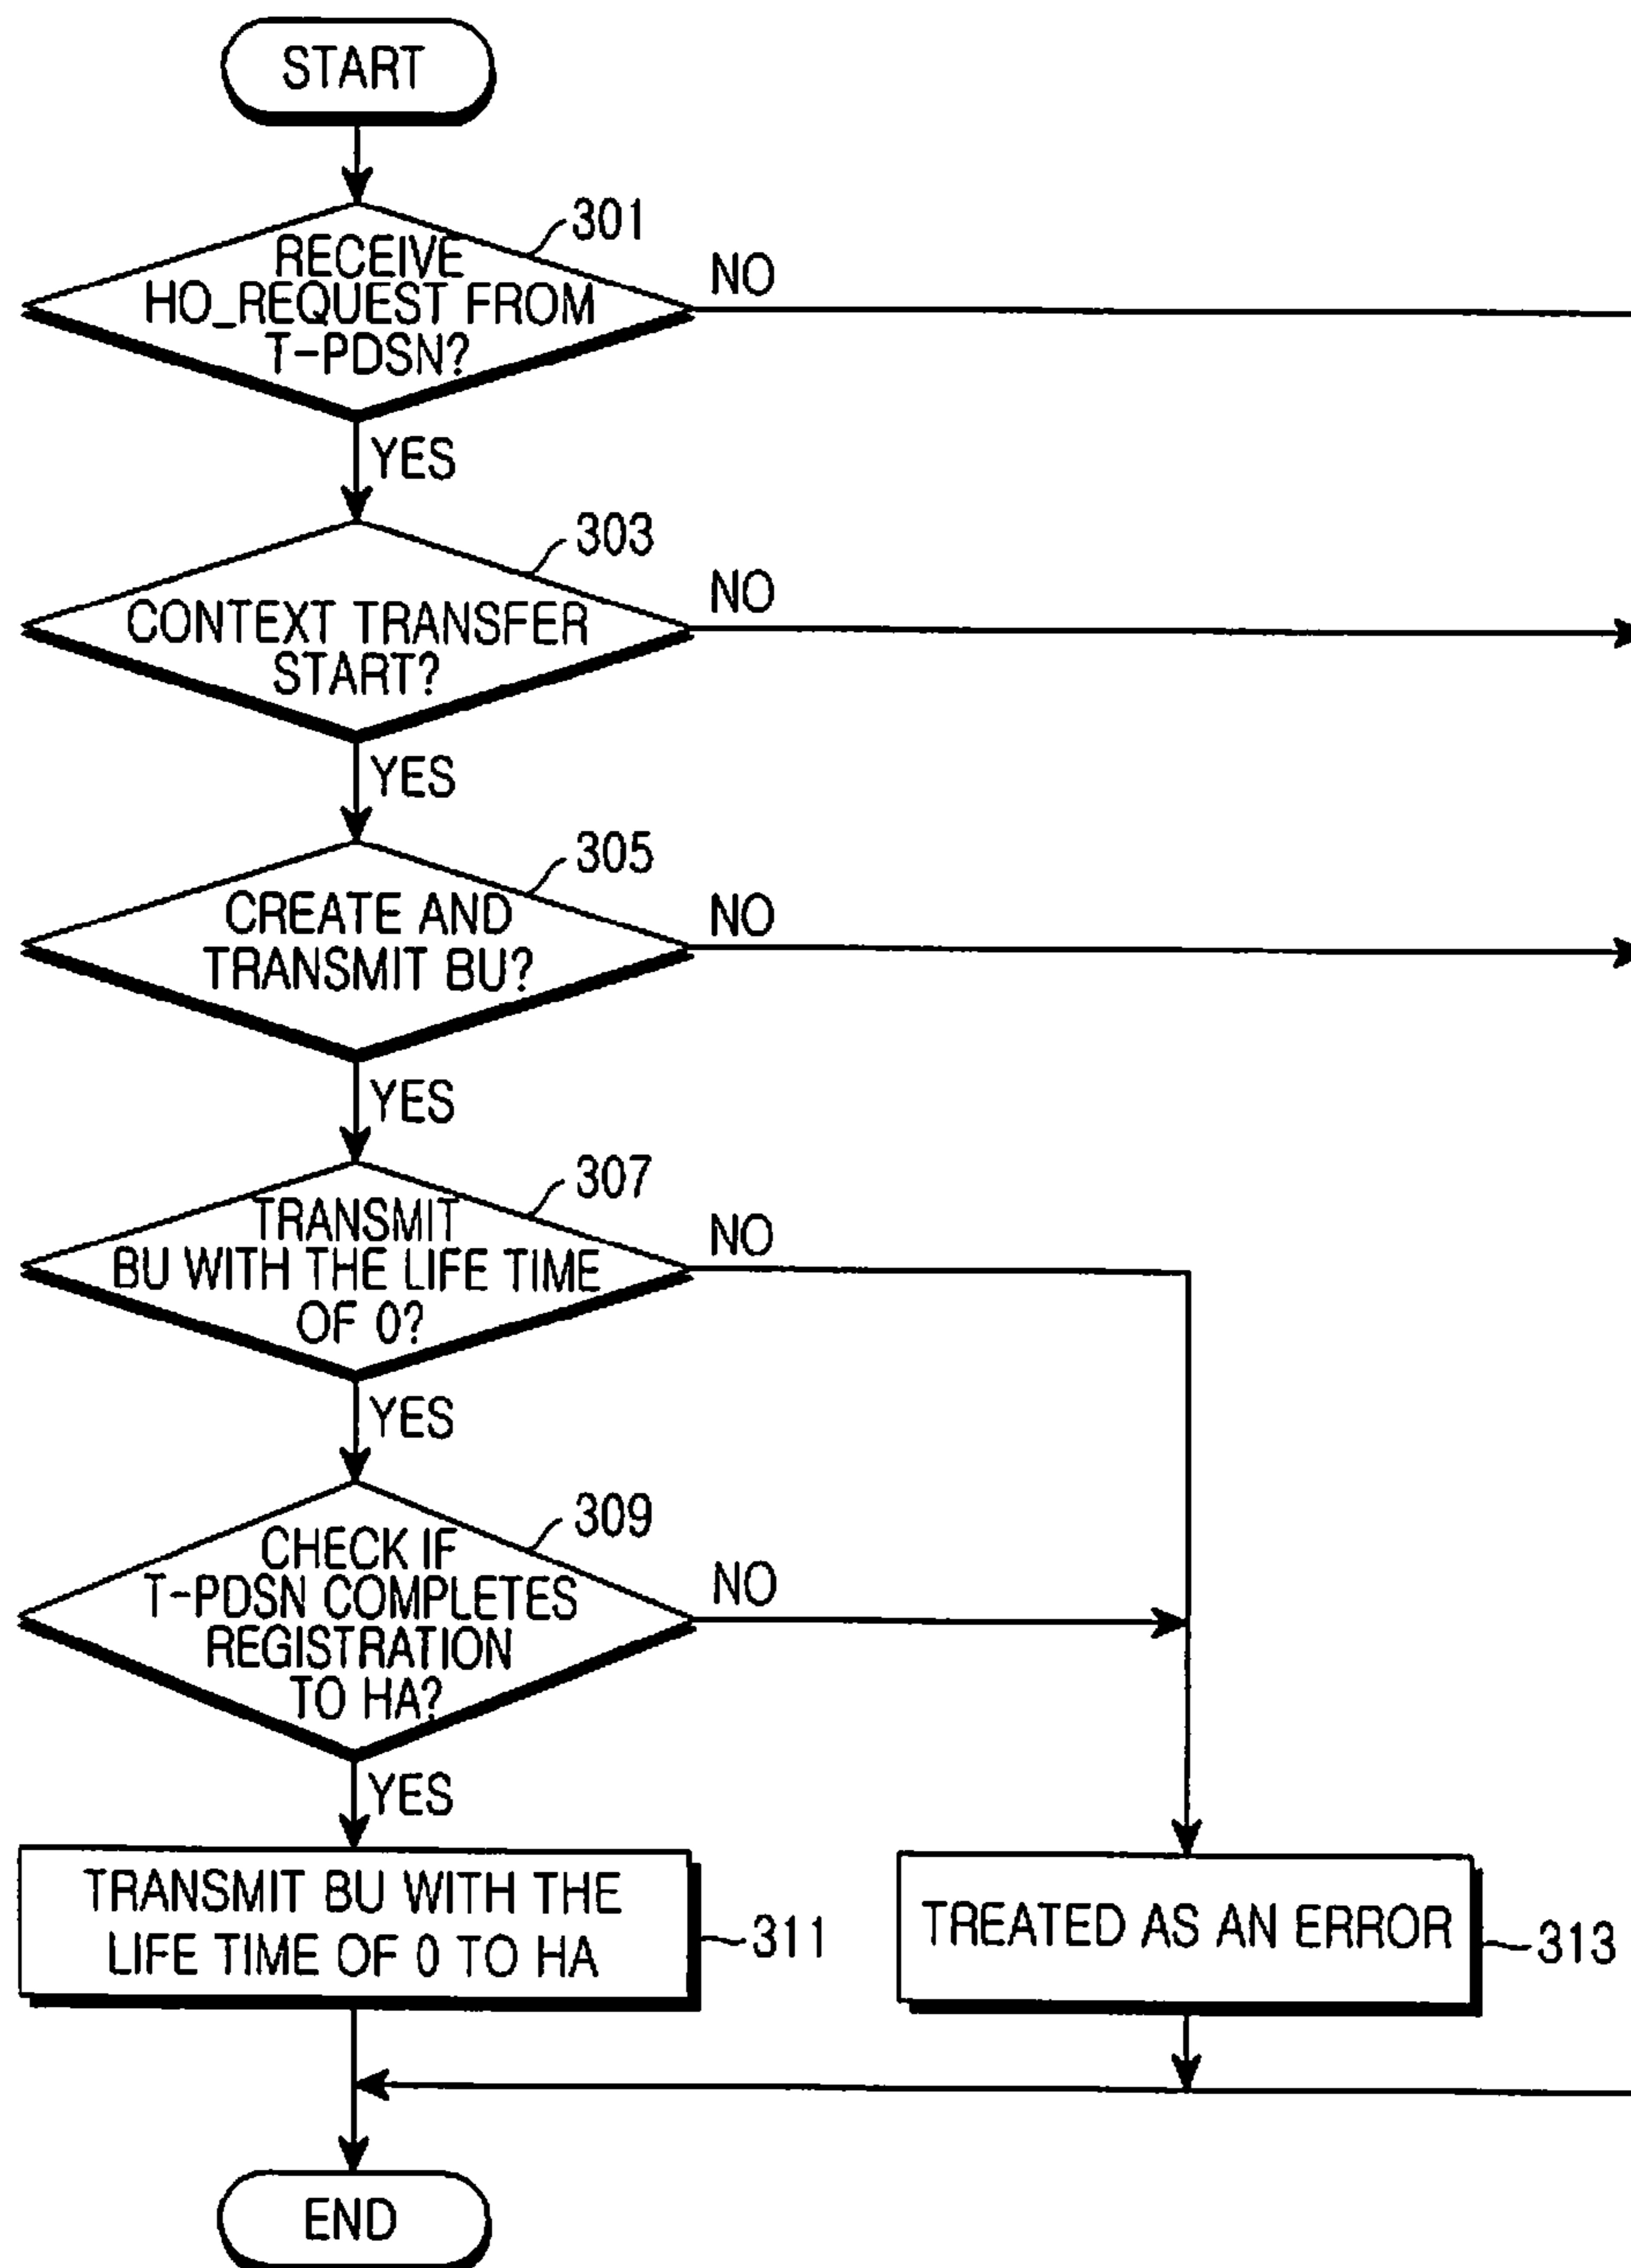 START
301
RECEIVE
HO_REQUEST FROM
T-PDSN?
NO
YES
303
CONTEXT TRANSFER
START?
NO
YES
305
CREATE AND
TRANSMIT BU?
NO
YES
307
TRANSMIT
BU WITH THE LIFE TIME
OF 0?
NO
YES
309
CHECK IF
T-PDSN COMPLETES
REGISTRATION
TO HA?
NO
YES
TRANSMIT BU WITH THE
LIFE TIME OF 0 TO HA
311
TREATED AS AN ERROR
313
END